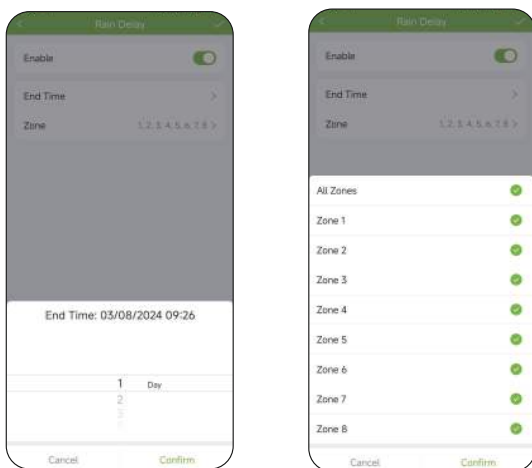 Rain Delay
Enable
End Time
Zone 1, 2, 3, 4, 5, 6, 7, 8 >
End Time: 03/08/2024 09:26
1 Day
2
3
Cancel Confirm
Rain Delay
Enable
End Time
Zone 1, 2, 3, 4, 5, 6, 7, 8 >
All Zones
Zone 1
Zone 2
Zone 3
Zone 4
Zone 5
Zone 6
Zone 7
Zone 8
Cancel Confirm